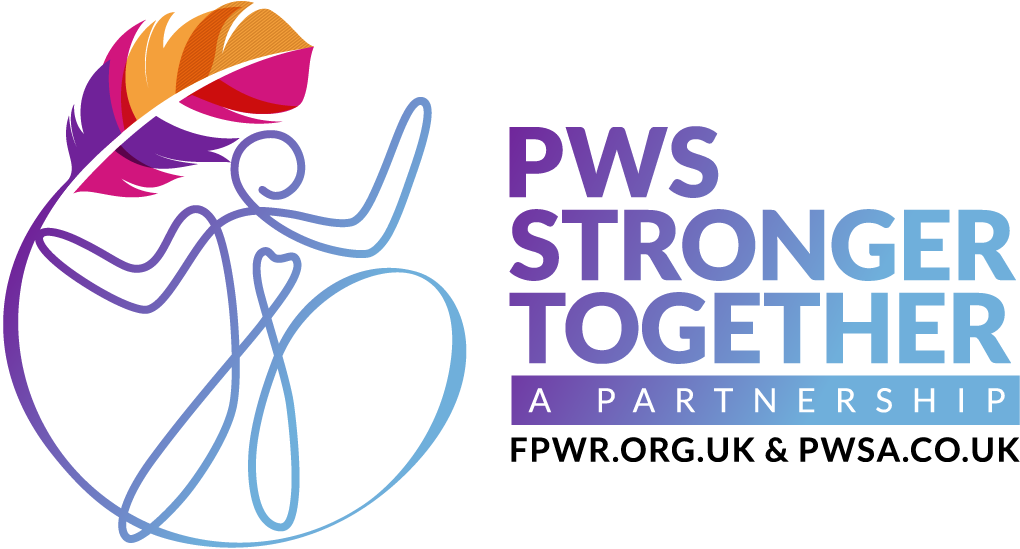 PWS
STRONGER
TOGETHER
A PARTNERSHIP
FPWR.ORG.UK & PWSA.CO.UK